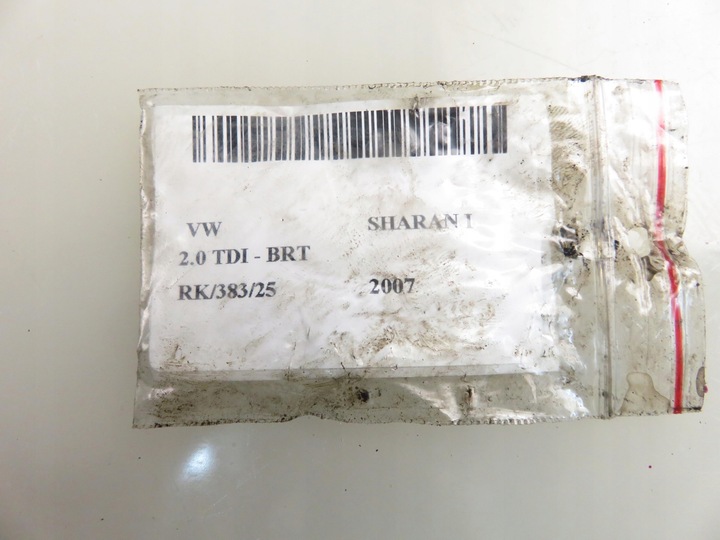 VW SHARAN I
2.0 TDI - BRT
RK/383/25 2007